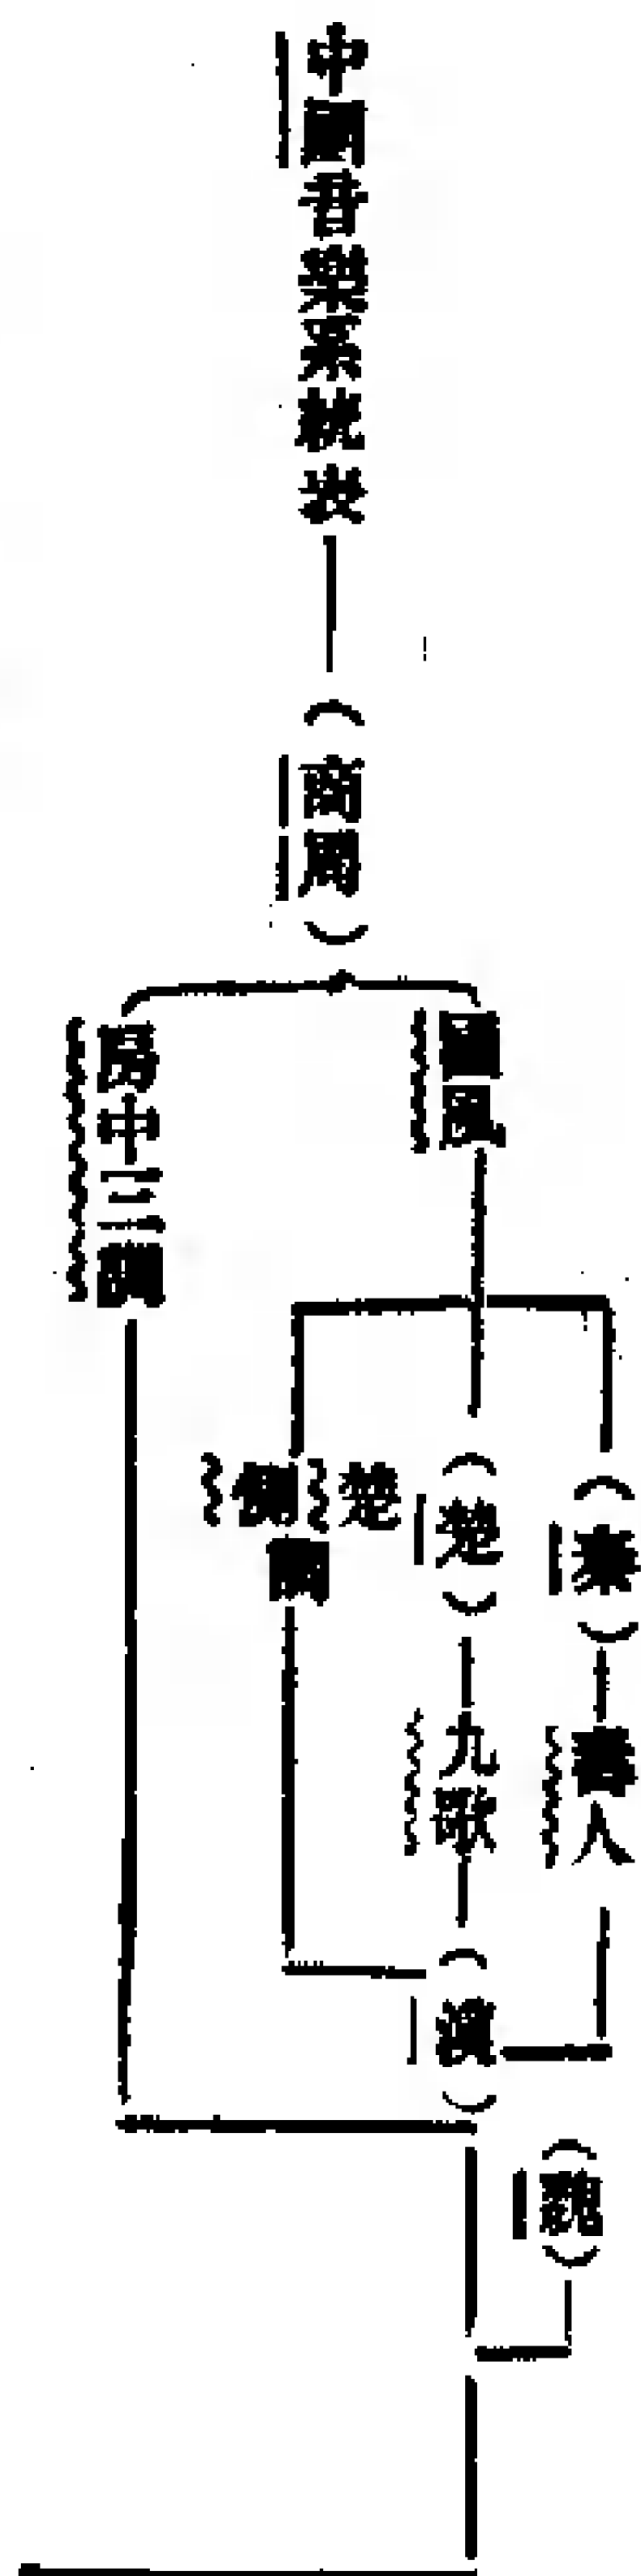 中國音樂系統表
(商周)
國風
房中三調
(秦)
壽人
(楚)
九歌
楚
側調
(漢)
(魏)